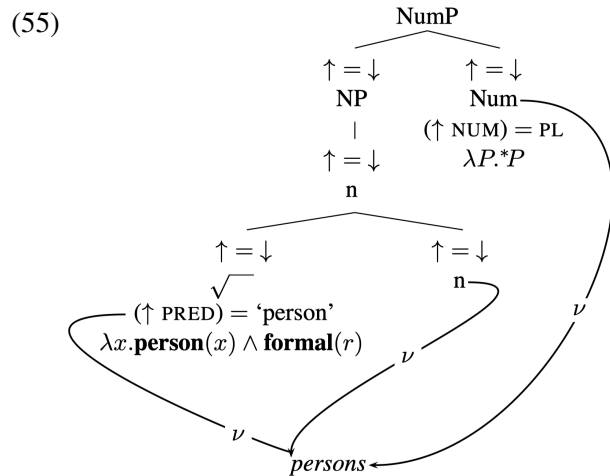 (55)
NumP
↑ = ↓ ↑ = ↓
NP Num
(↑ NUM) = PL
↑ = ↓ λP.*P
n
↑ = ↓ ↑ = ↓
√ n
(↑ PRED) = ‘person’
λx.person(x) ∧ formal(r)
ν
ν
ν
persons